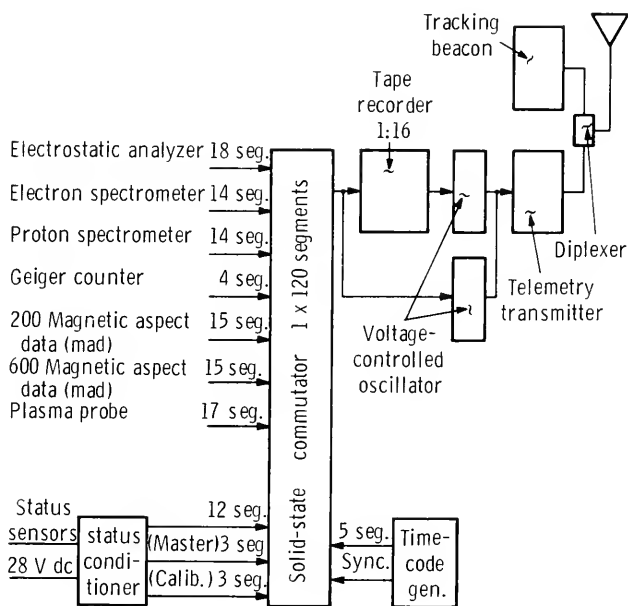 Tracking
beacon
Tape
recorder
1:16
Electrostatic analyzer 18 seg.
Electron spectrometer 14 seg.
Proton spectrometer 14 seg.
Geiger counter 4 seg.
200 Magnetic aspect 15 seg.
data (mad)
600 Magnetic aspect 15 seg.
data (mad)
Plasma probe 17 seg.
Solid-state commutator 1 x 120 segments
~
~
~
~
~
~
Diplexer
Telemetry
transmitter
Voltage-
controlled
oscillator
Status
sensors
28 V dc
status
condi-
tioner
12 seg.
(Master) 3 seg
(Calib.) 3 seg.
5 seg.
Sync.
Time-
code
gen.